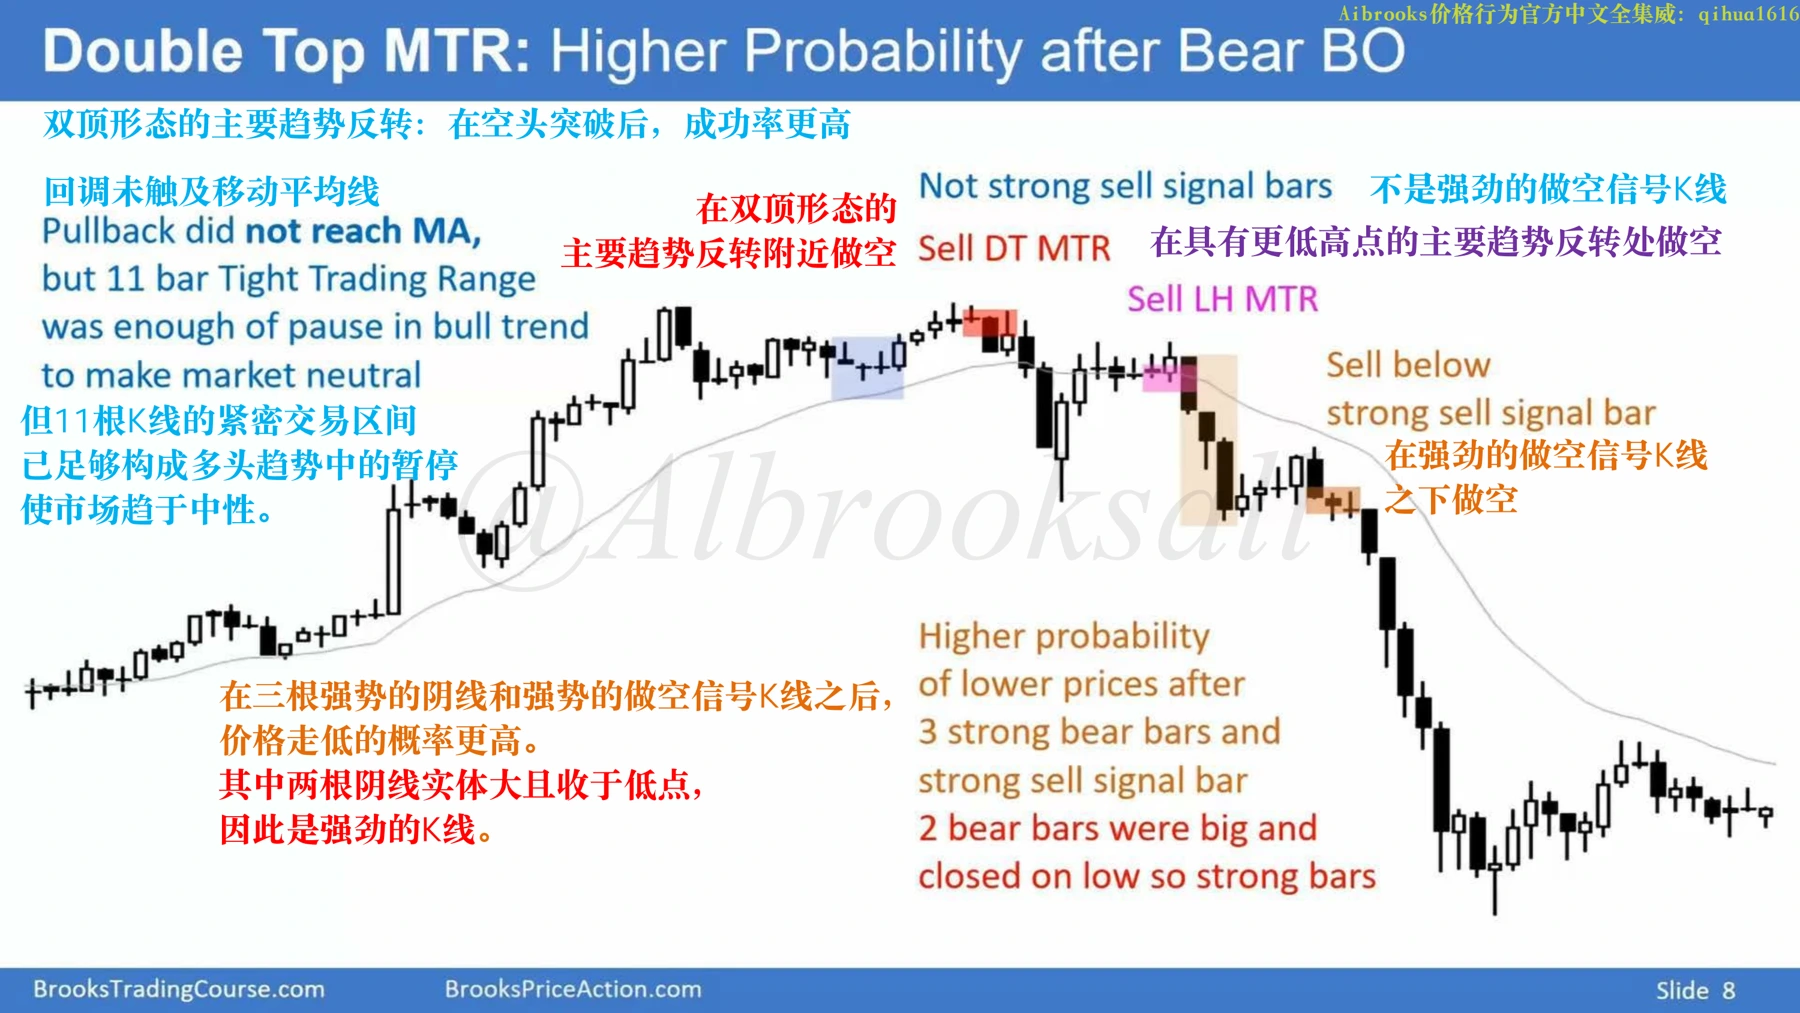 Aibrooks价格行为官方中文全集威：qihua1616
Double Top MTR: Higher Probability after Bear BO
双顶形态的主要趋势反转：在空头突破后，成功率更高
回调未触及移动平均线
Pullback did not reach MA,
but 11 bar Tight Trading Range
was enough of pause in bull trend
to make market neutral
但11根K线的紧密交易区间
已足够构成多头趋势中的暂停
使市场趋于中性。
在双顶形态的
主要趋势反转附近做空
Not strong sell signal bars
不是强劲的做空信号K线
Sell DT MTR
在具有更低高点的主要趋势反转处做空
Sell LH MTR
Sell below
strong sell signal bar
在强劲的做空信号K线
之下做空
@Albrooksall
在三根强势的阴线和强势的做空信号K线之后，
价格走低的概率更高。
其中两根阴线实体大且收于低点，
因此是强劲的K线。
Higher probability
of lower prices after
3 strong bear bars and
strong sell signal bar
2 bear bars were big and
closed on low so strong bars
BrooksTradingCourse.com
BrooksPriceAction.com
Slide 8